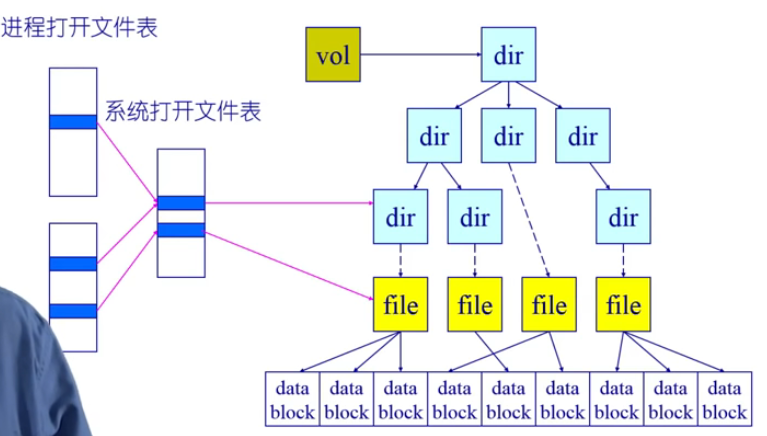 进程打开文件表
系统打开文件表
vol
dir
dir
dir
dir
dir
dir
dir
file
file
file
file
data block
data block
data block
data block
data block
data block
data block
data block
data block